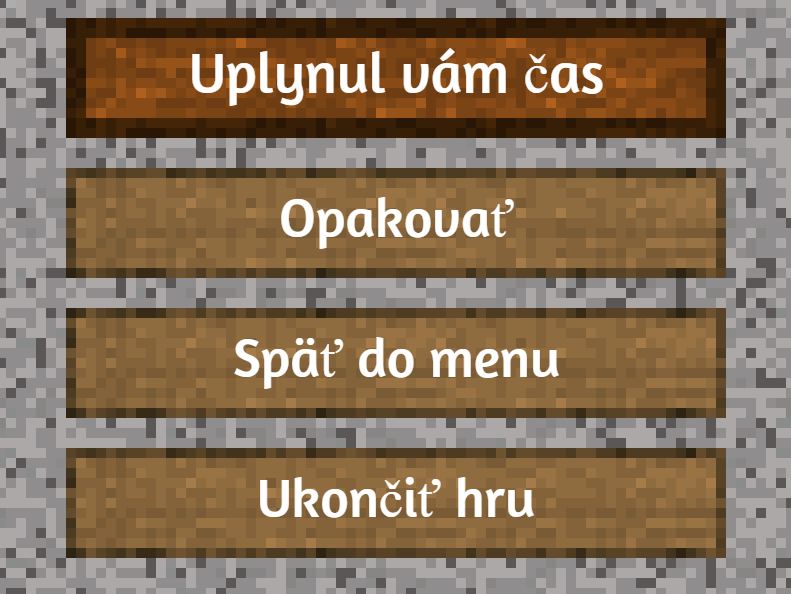 Uplynul vám čas
Opakovať
Späť do menu
Ukončiť hru